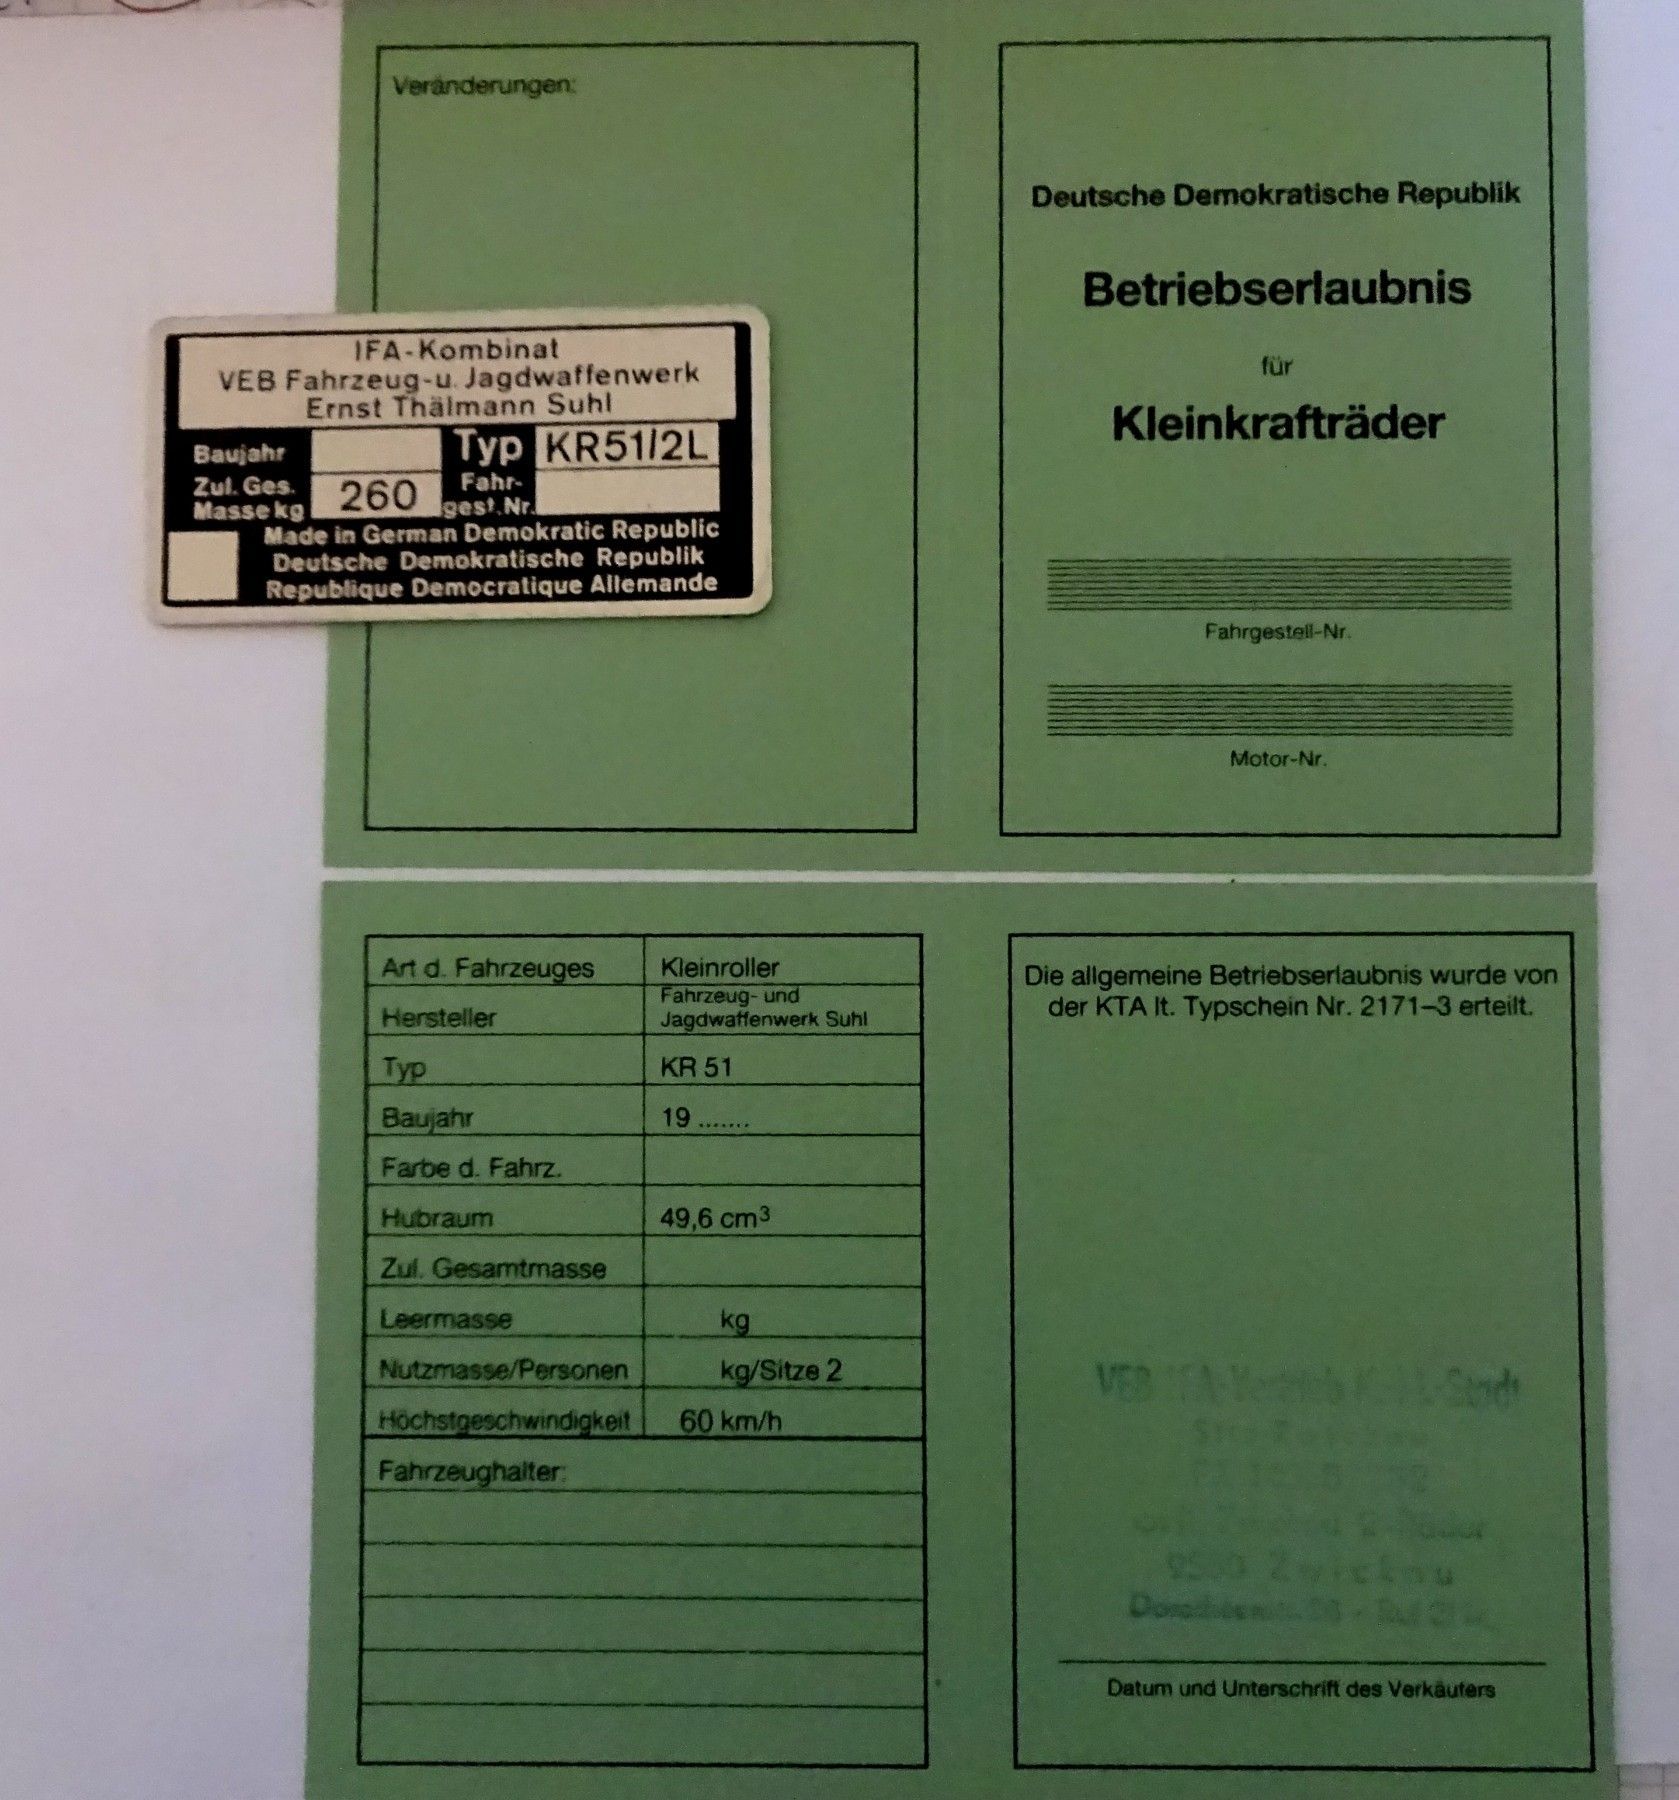 Veränderungen:
IFA-Kombinat
VEB Fahrzeug-u. Jagdwaffenwerk
Ernst Thälmann Suhl
Baujahr
Typ KR51/2L
Zul. Ges. Masse kg 260
Fahr-gest.Nr.
Made in German Demokratic Republic
Deutsche Demokratische Republik
Republique Democratique Allemande
Deutsche Demokratische Republik
Betriebserlaubnis
für
Kleinkrafträder
Fahrgestell-Nr.
Motor-Nr.
Art d. Fahrzeuges Kleinroller
Hersteller Fahrzeug- und
Jagdwaffenwerk Suhl
Typ KR 51
Baujahr 19 .......
Farbe d. Fahrz.
Hubraum 49,6 cm³
Zul. Gesamtmasse
Leermasse kg
Nutzmasse/Personen kg/Sitze 2
Höchstgeschwindigkeit 60 km/h
Fahrzeughalter:
Die allgemeine Betriebserlaubnis wurde von
der KTA lt. Typschein Nr. 2171–3 erteilt.
VEB
Zwickau
Datum und Unterschrift des Verkäufers